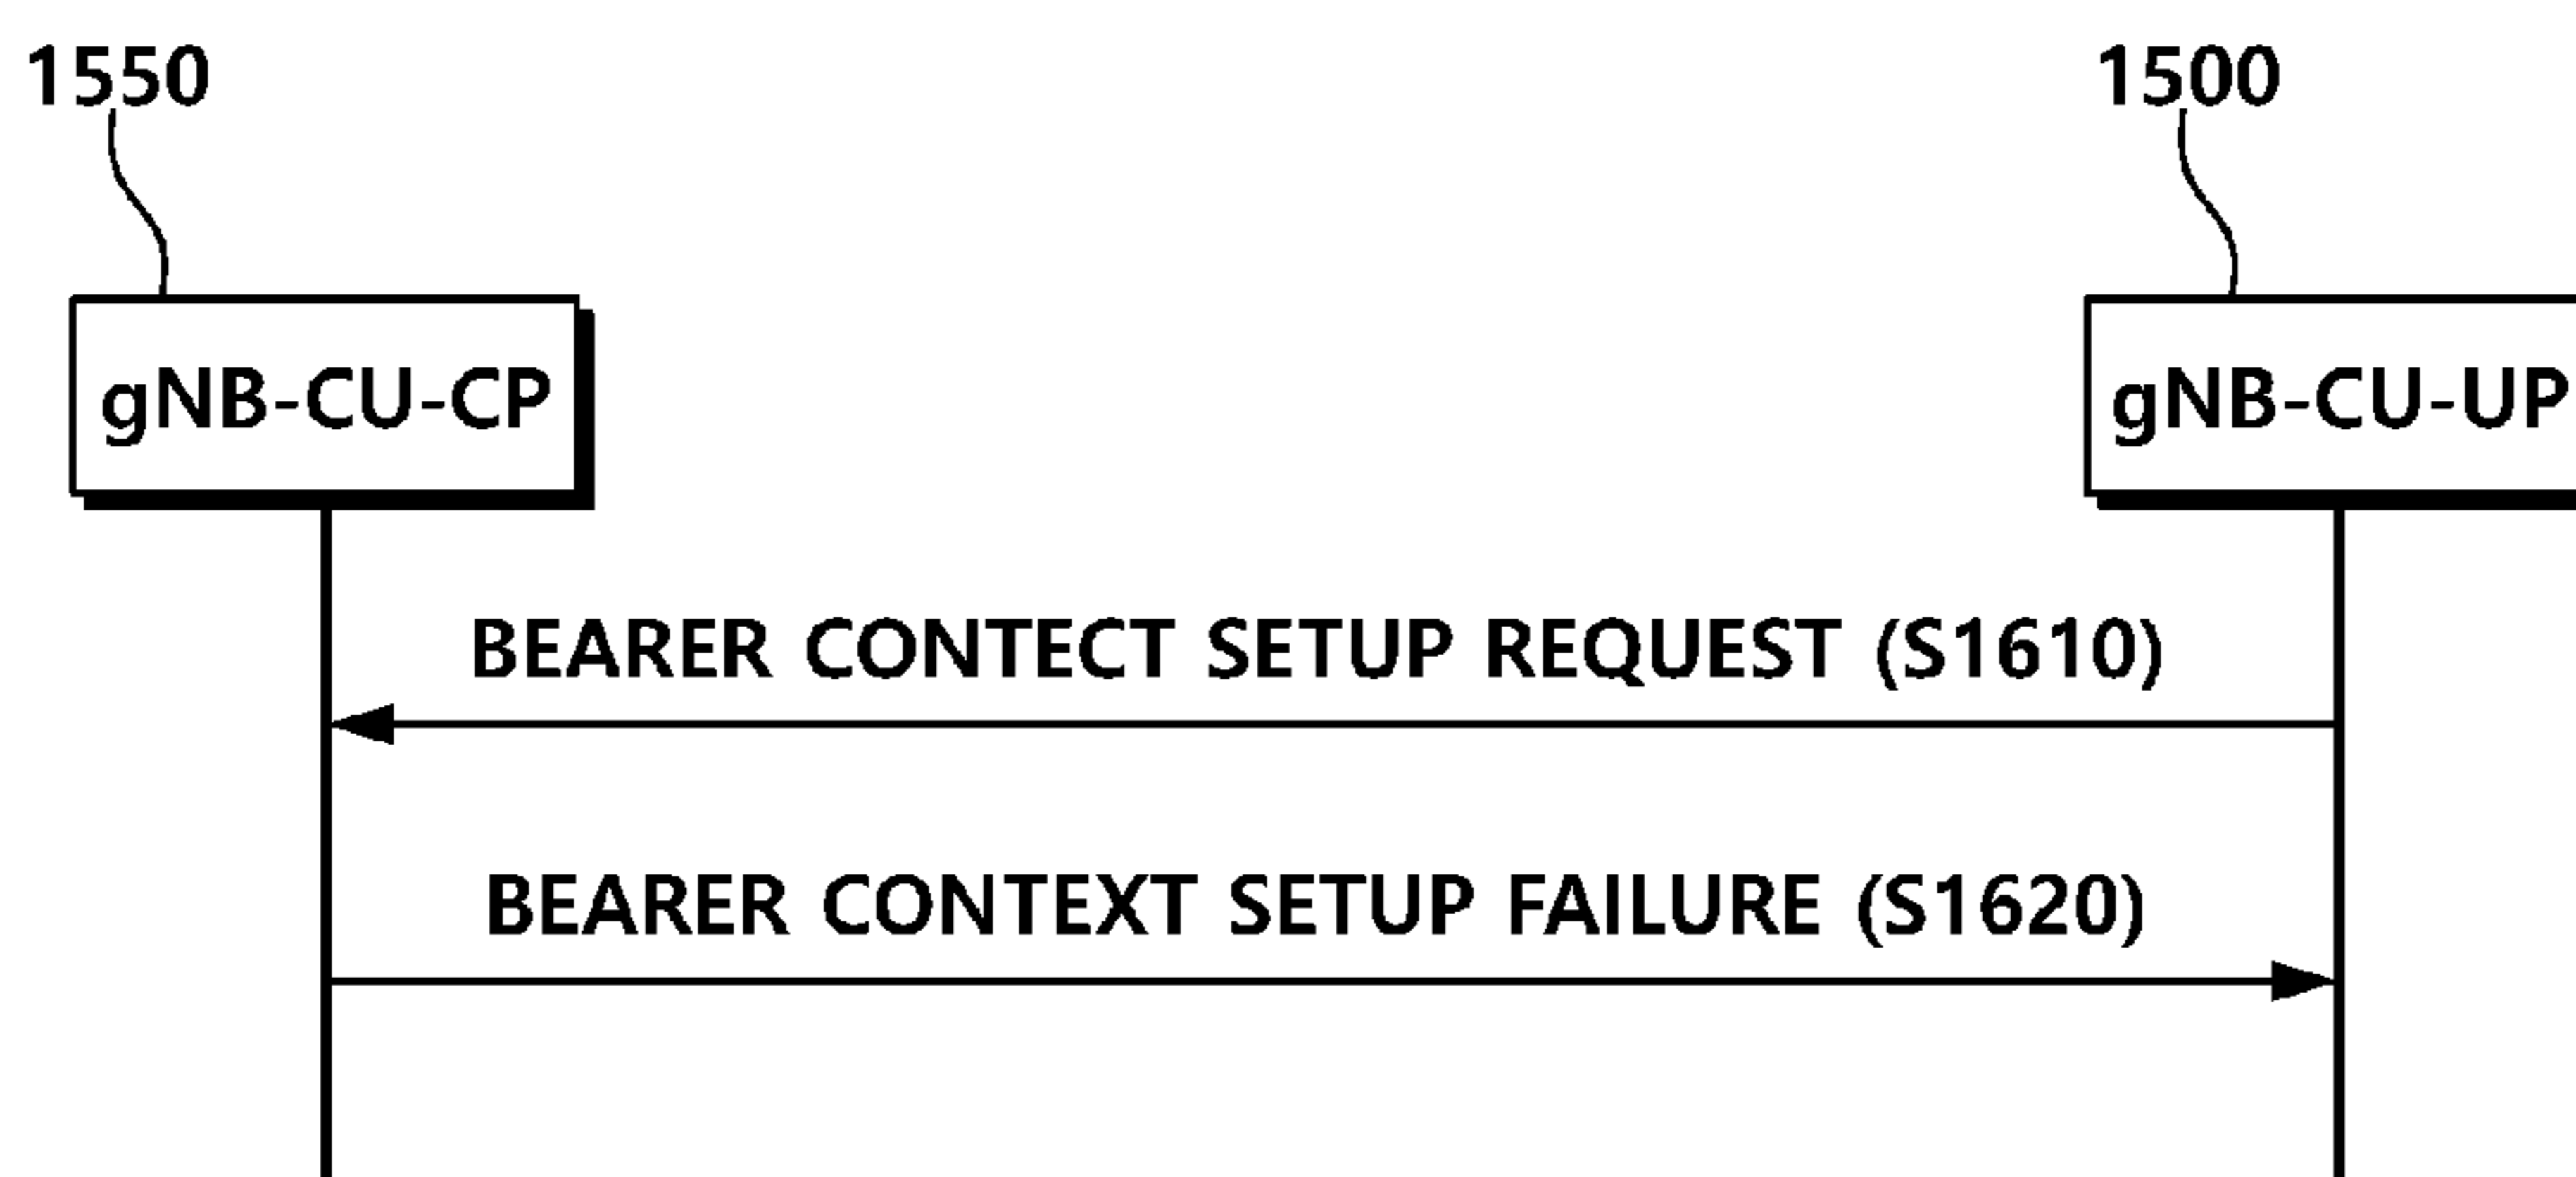 1550
1500
gNB-CU-CP
gNB-CU-UP
BEARER CONTECT SETUP REQUEST (S1610)
BEARER CONTEXT SETUP FAILURE (S1620)